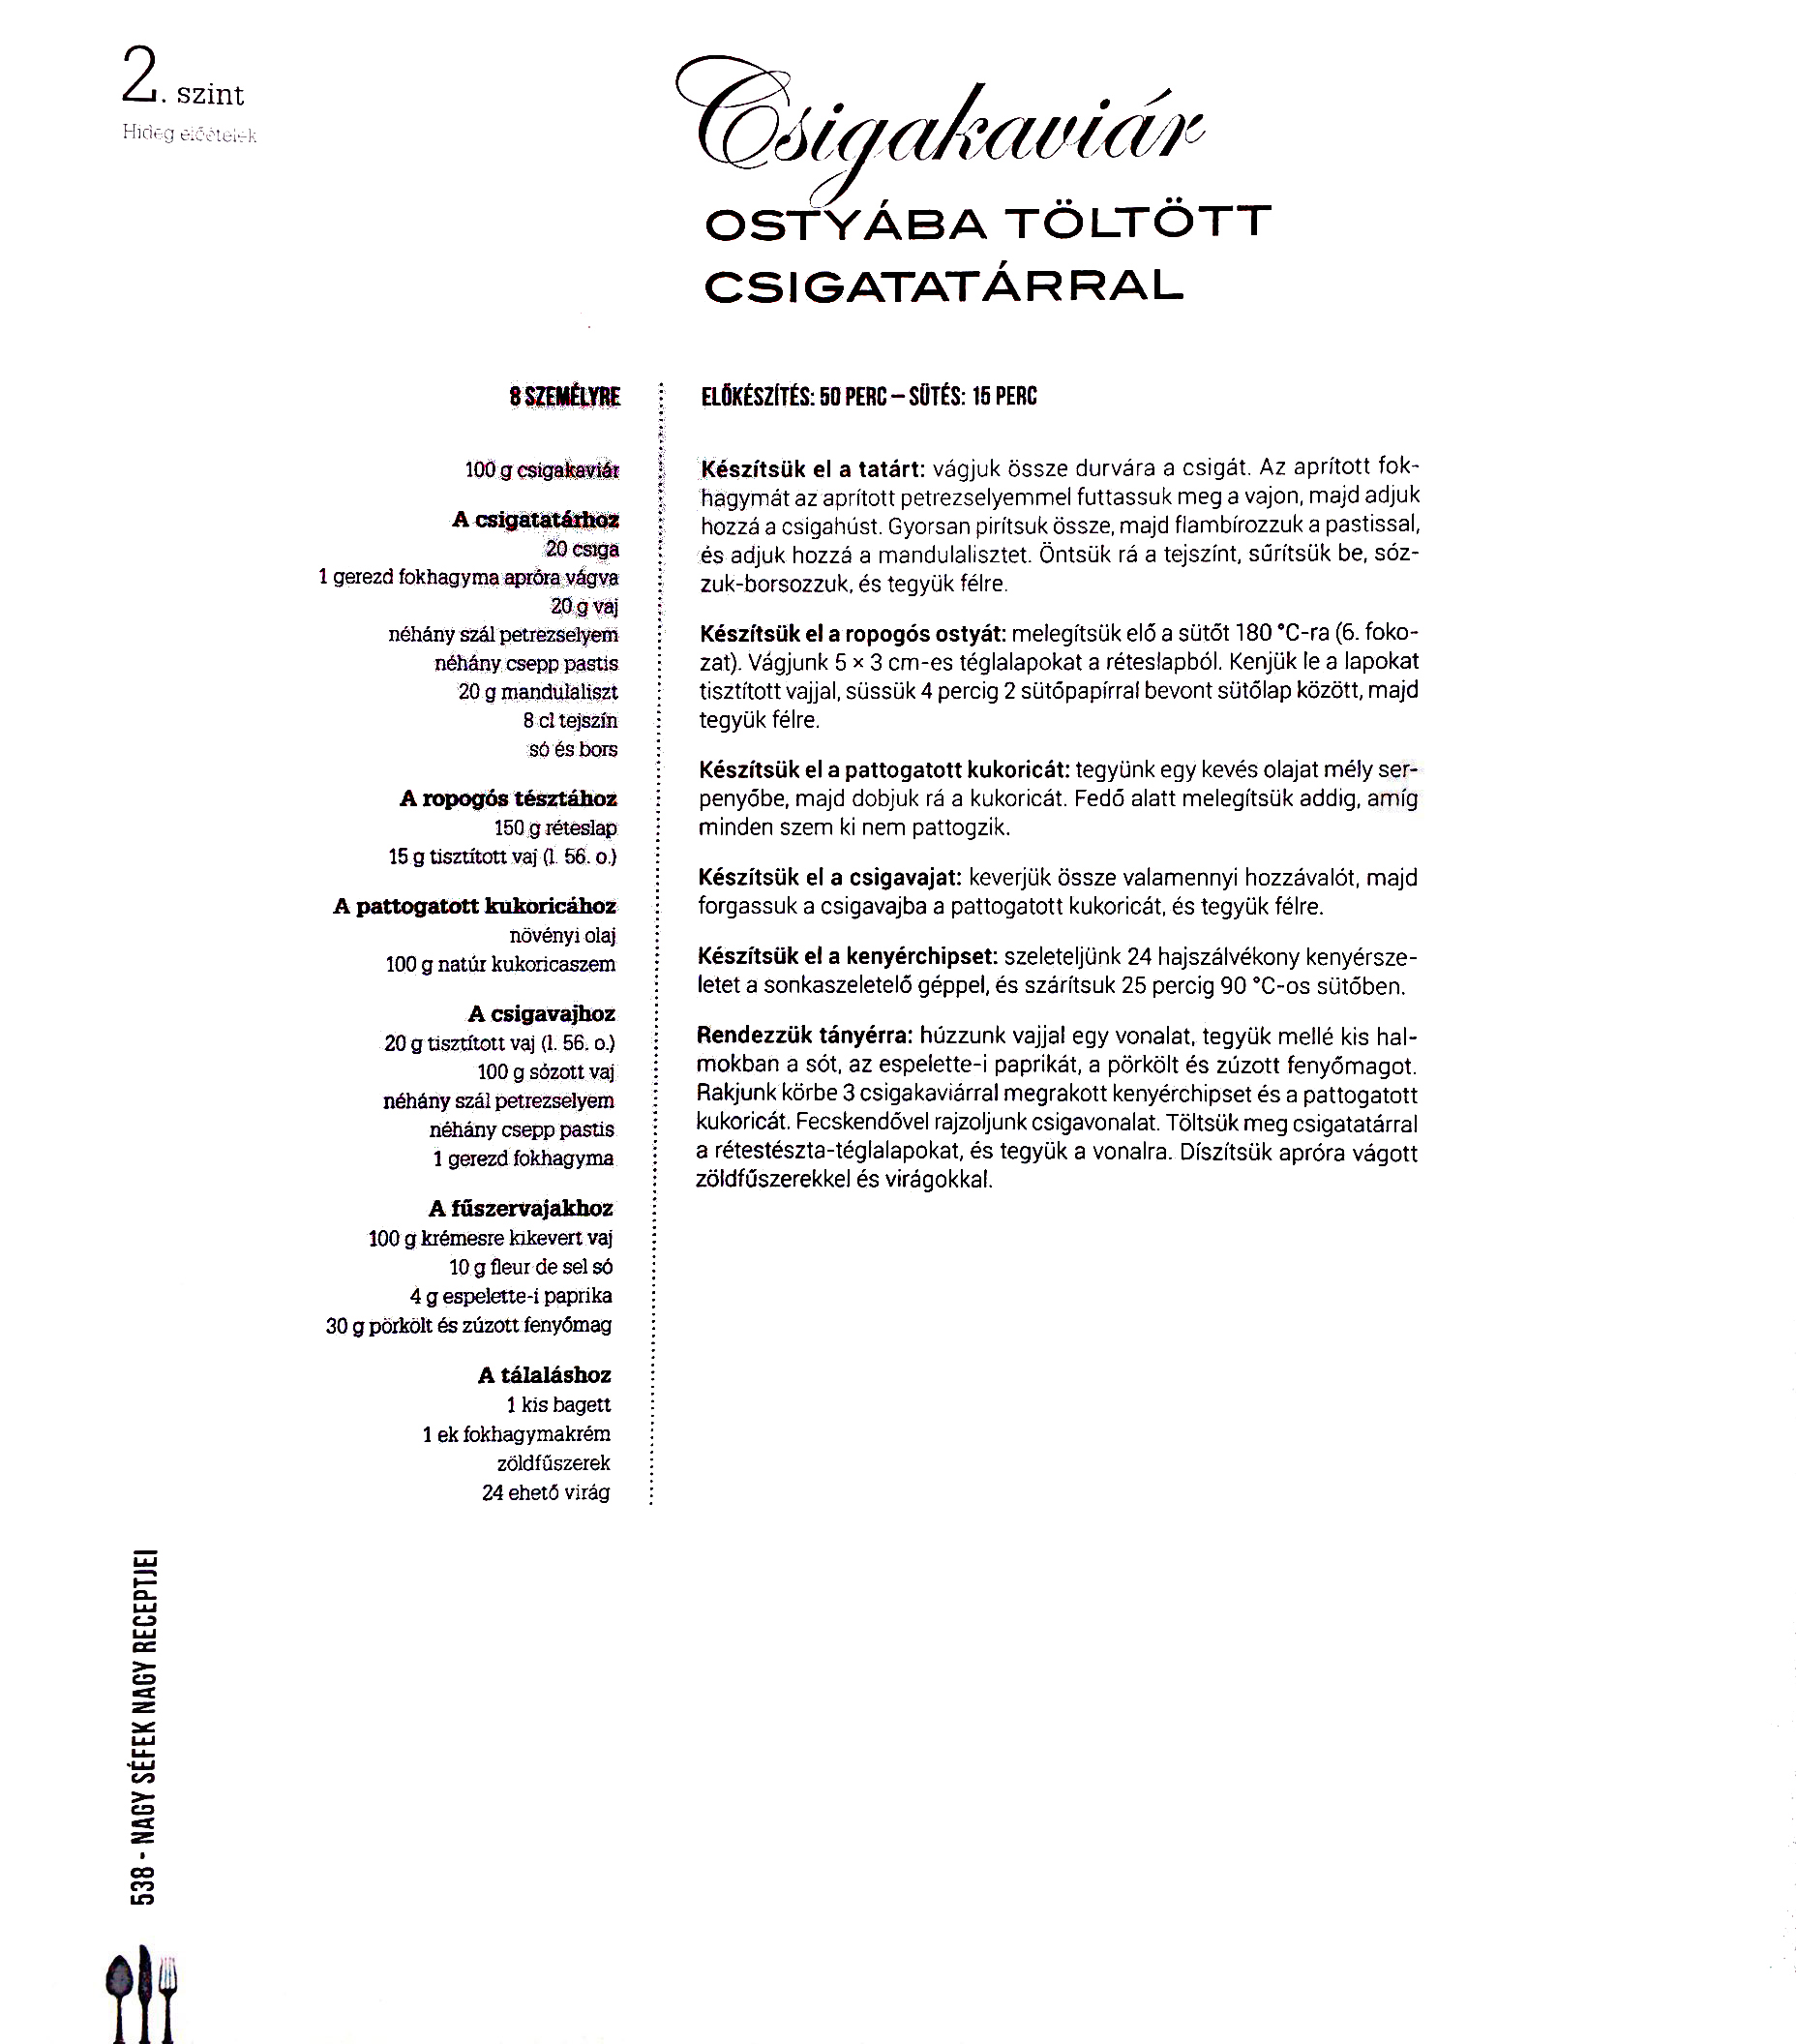 2. szint
Hideg előételek
Csigakaviár
OSTYÁBA TÖLTÖTT
CSIGATATÁRRAL
8 SZEMÉLYRE
100 g csigakaviár
A csigatatárhoz
20 csiga
1 gerezd fokhagyma apróra vágva
20 g vaj
néhány szál petrezselyem
néhány csepp pastis
20 g mandulaliszt
8 cl tejszín
só és bors
A ropogós tésztához
150 g réteslap
15 g tisztított vaj (l. 56. o.)
A pattogatott kukoricához
növényi olaj
100 g natúr kukoricaszem
A csigavajhoz
20 g tisztított vaj (l. 56. o.)
100 g sózott vaj
néhány szál petrezselyem
néhány csepp pastis
1 gerezd fokhagyma
A fűszervajakhoz
100 g krémesre kikevert vaj
10 g fleur de sel só
4 g espelette-i paprika
30 g pörkölt és zúzott fenyőmag
A tálaláshoz
1 kis bagett
1 ek fokhagymakrém
zöldfűszerek
24 ehető virág
ELŐKÉSZÍTÉS: 50 PERC – SÜTÉS: 15 PERC
Készítsük el a tatárt: vágjuk össze durvára a csigát. Az aprított fok-
hagymát az aprított petrezselyemmel futtassuk meg a vajon, majd adjuk
hozzá a csigahúst. Gyorsan pirítsuk össze, majd flambírozzuk a pastissal,
és adjuk hozzá a mandulalisztet. Öntsük rá a tejszínt, sűrítsük be, sóz-
zuk-borsozzuk, és tegyük félre.
Készítsük el a ropogós ostyát: melegítsük elő a sütőt 180 °C-ra (6. foko-
zat). Vágjunk 5 × 3 cm-es téglalapokat a réteslapból. Kenjük le a lapokat
tisztított vajjal, süssük 4 percig 2 sütőpapírral bevont sütőlap között, majd
tegyük félre.
Készítsük el a pattogatott kukoricát: tegyünk egy kevés olajat mély ser-
penyőbe, majd dobjuk rá a kukoricát. Fedő alatt melegítsük addig, amíg
minden szem ki nem pattogzik.
Készítsük el a csigavajat: keverjük össze valamennyi hozzávalót, majd
forgassuk a csigavajba a pattogatott kukoricát, és tegyük félre.
Készítsük el a kenyérchipset: szeleteljünk 24 hajszálvékony kenyérsze-
letet a sonkaszeletelő géppel, és szárítsuk 25 percig 90 °C-os sütőben.
Rendezzük tányérra: húzzunk vajjal egy vonalat, tegyük mellé kis hal-
mokban a sót, az espelette-i paprikát, a pörkölt és zúzott fenyőmagot.
Rakjunk körbe 3 csigakaviárral megrakott kenyérchipset és a pattogatott
kukoricát. Fecskendővel rajzoljunk csigavonalat. Töltsük meg csigatatárral
a rétestészta-téglalapokat, és tegyük a vonalra. Díszítsük apróra vágott
zöldfűszerekkel és virágokkal.
538 • NAGY SÉFEK NAGY RECEPTJEI